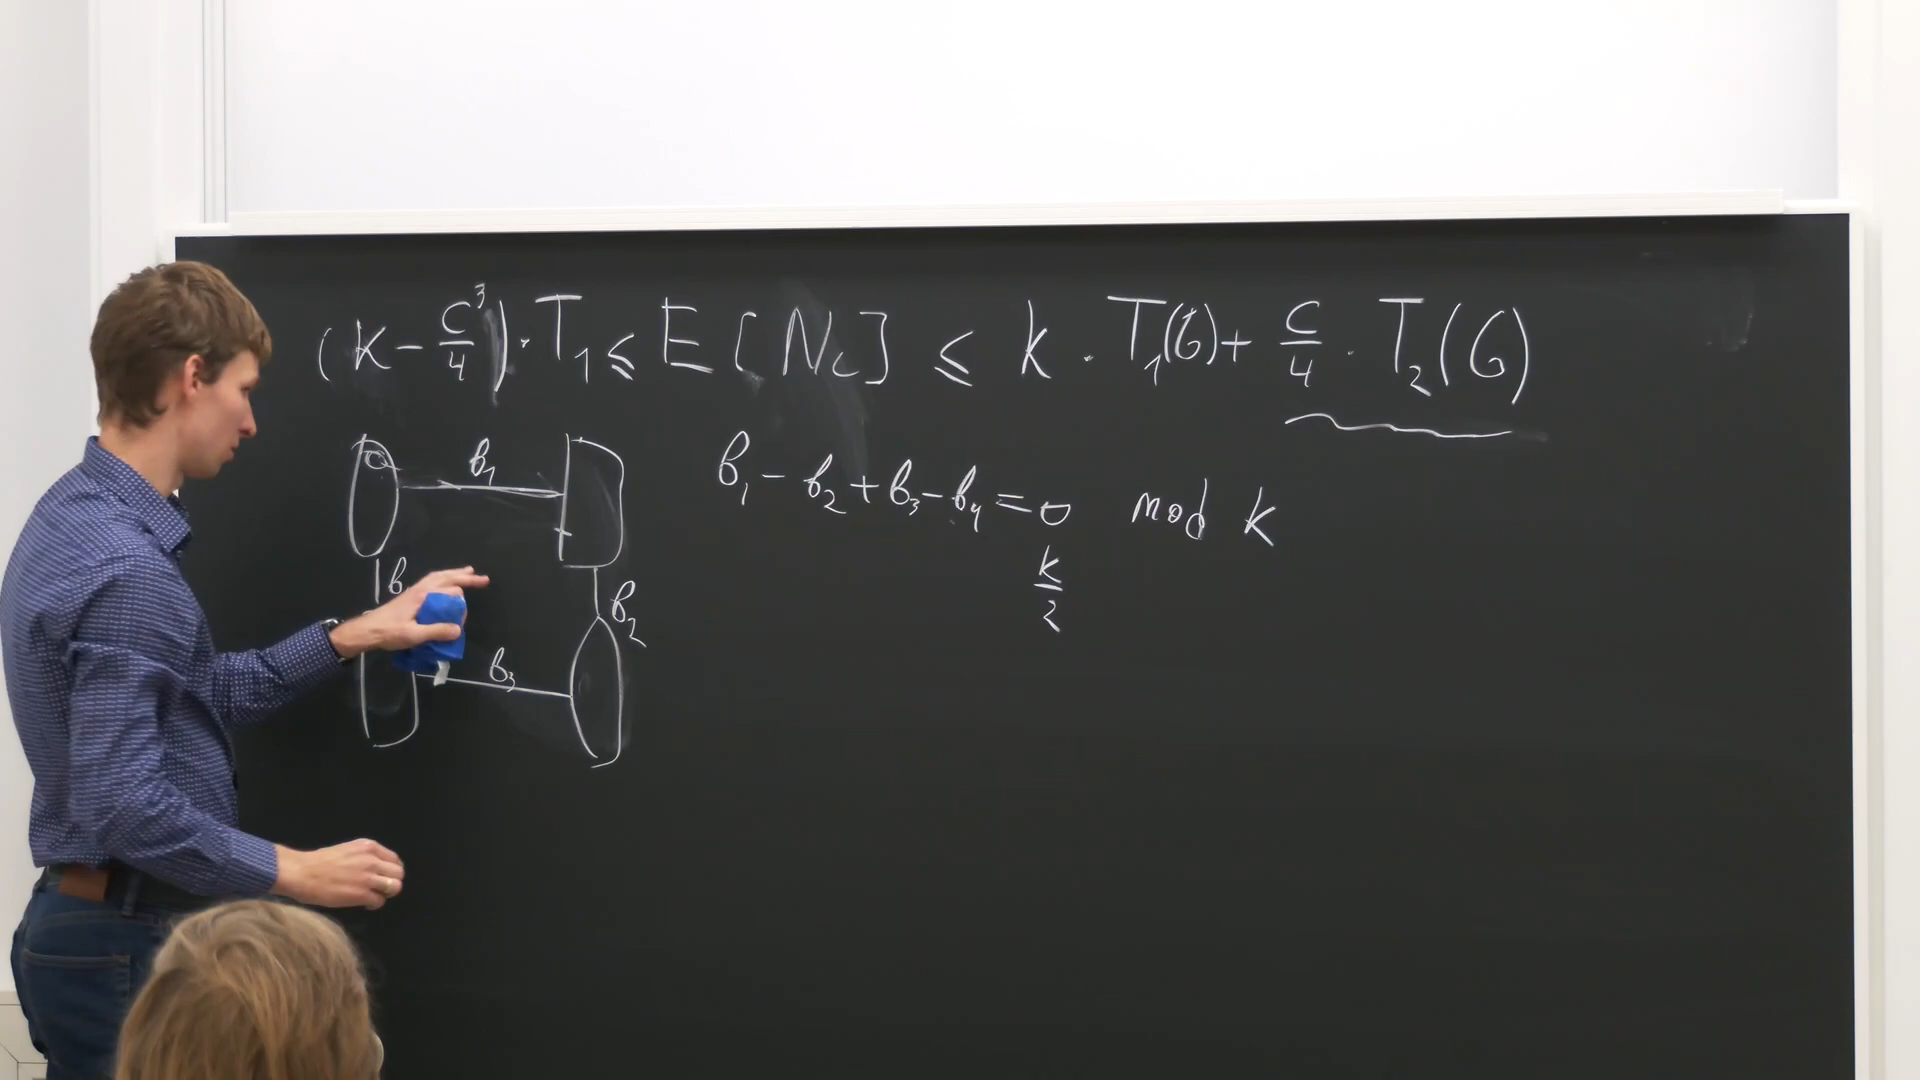 (K - C³/4) · T₁ ≤ E [N_c] ≤ k · T₁(G) + C/4 · T₂(G)
b₁
b₁ - b₂ + b₃ - b₄ = 0 mod k
k/2
b₂
b₃